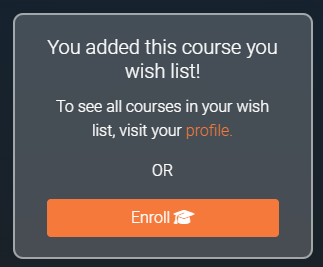 You added this course you
wish list!
To see all courses in your wish
list, visit your profile.
OR
Enroll